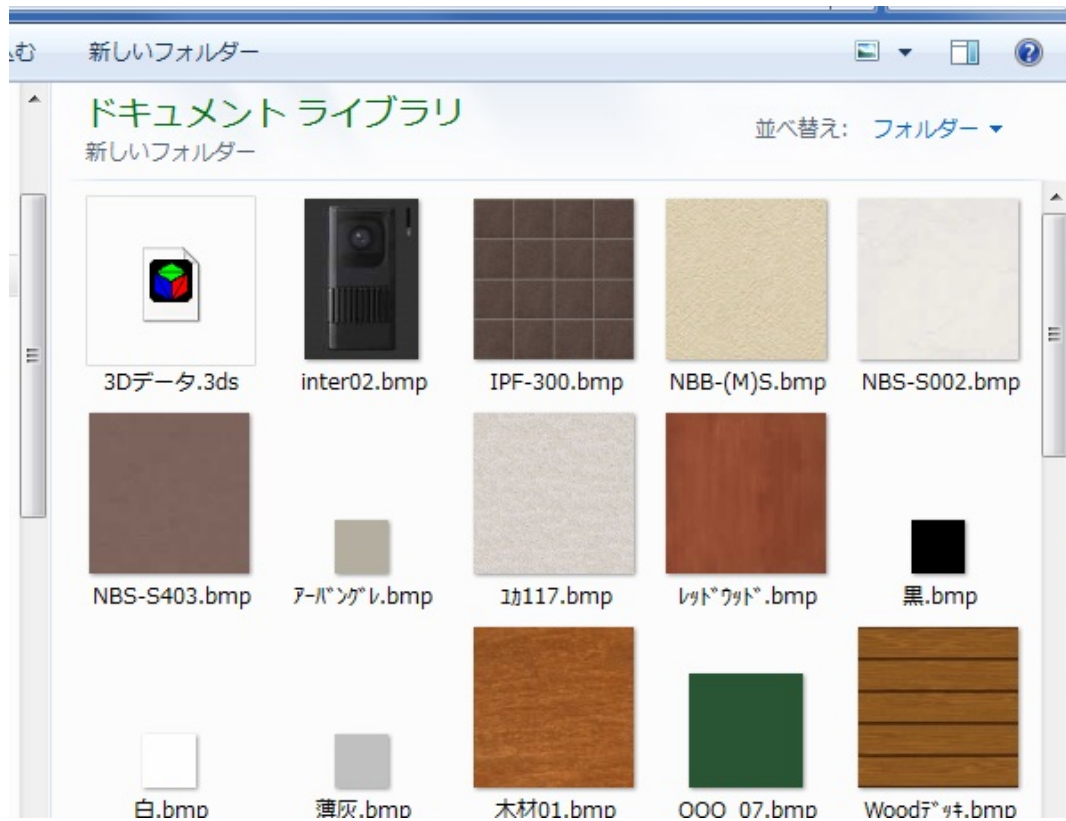 込む 新しいフォルダー
ドキュメント ライブラリ
新しいフォルダー
並べ替え: フォルダー
3Dデータ.3ds inter02.bmp IPF-300.bmp NBB-(M)S.bmp NBS-S002.bmp
NBS-S403.bmp ｱｰﾊﾞﾝｸﾞﾚ.bmp ﾕｶ117.bmp ﾚｯﾄﾞｳｯﾄﾞ.bmp 黒.bmp
白.bmp 薄灰.bmp 木材01.bmp OOO_07.bmp Woodﾃﾞｯｷ.bmp